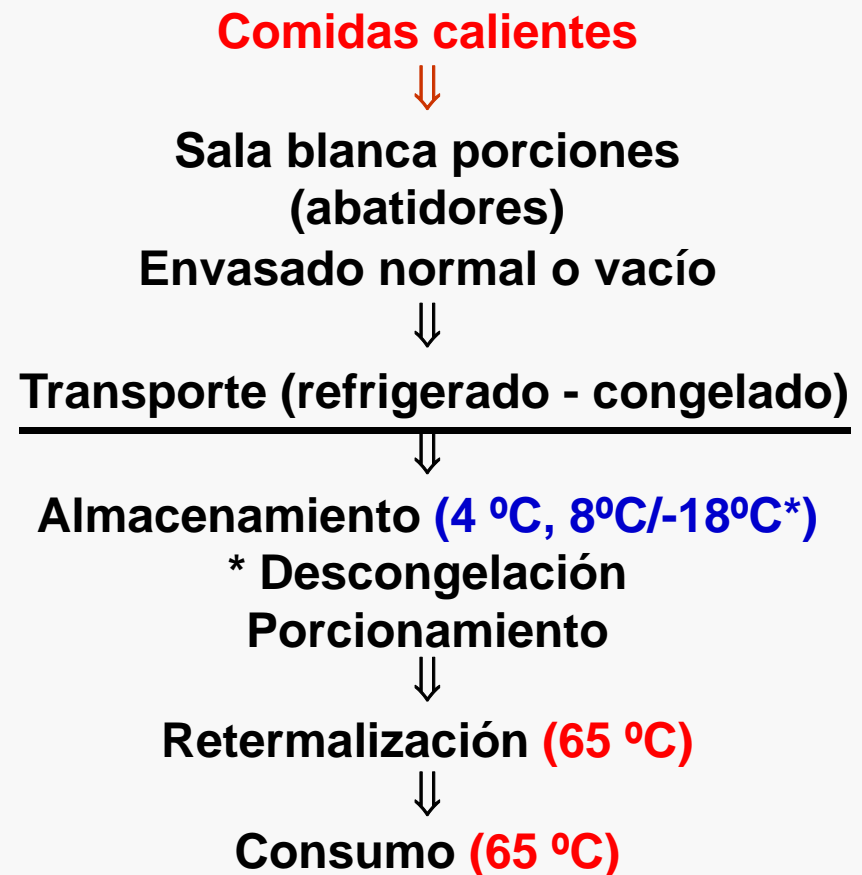 Comidas calientes
⇓
Sala blanca porciones
(abatidores)
Envasado normal o vacío
⇓
Transporte (refrigerado - congelado)
⇓
Almacenamiento (4 ºC, 8ºC/-18ºC*)
* Descongelación
Porcionamiento
⇓
Retermalización (65 ºC)
⇓
Consumo (65 ºC)